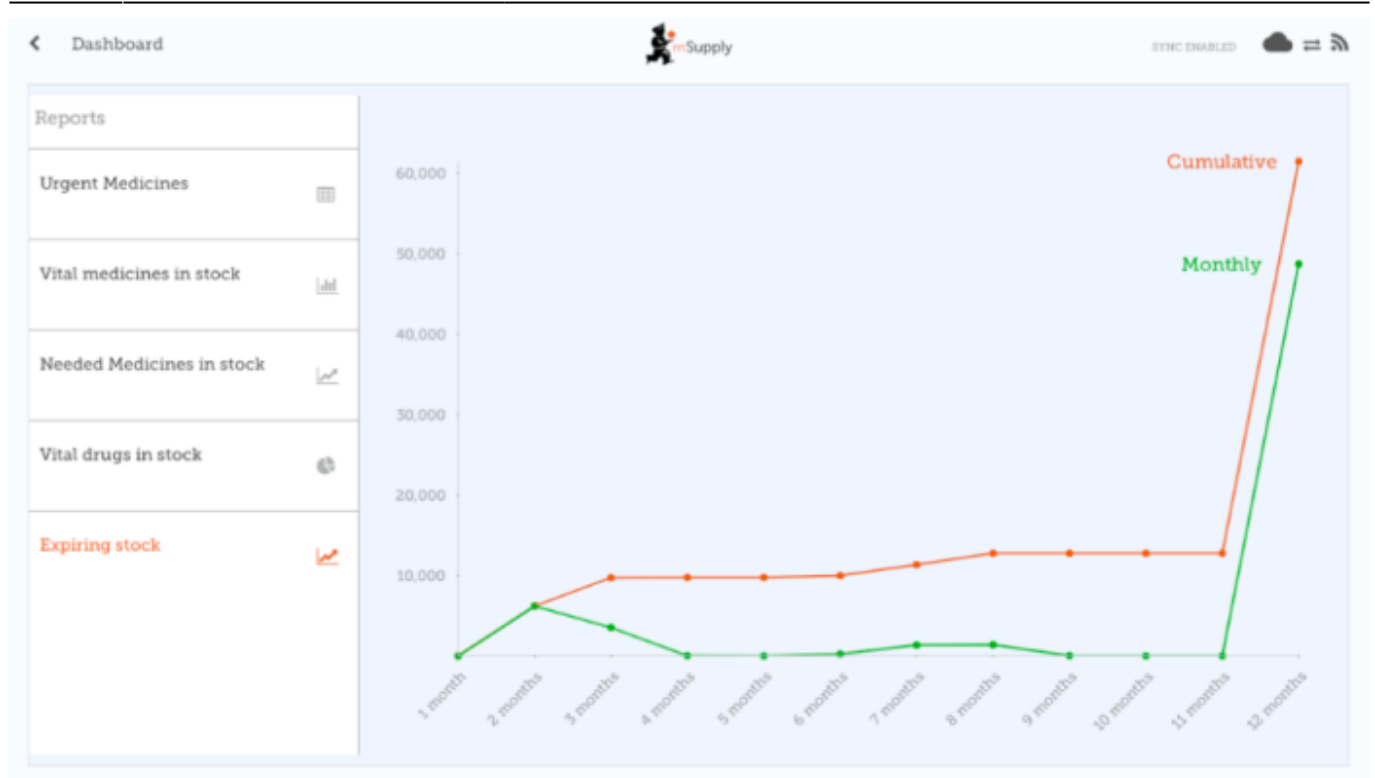 Dashboard
mSupply
SYNC ENABLED
Reports
Urgent Medicines
Vital medicines in stock
Needed Medicines in stock
Vital drugs in stock
Expiring stock
Cumulative
Monthly
60,000
50,000
40,000
30,000
20,000
10,000
1 month
2 months
3 months
4 months
5 months
6 months
7 months
8 months
9 months
10 months
11 months
12 months